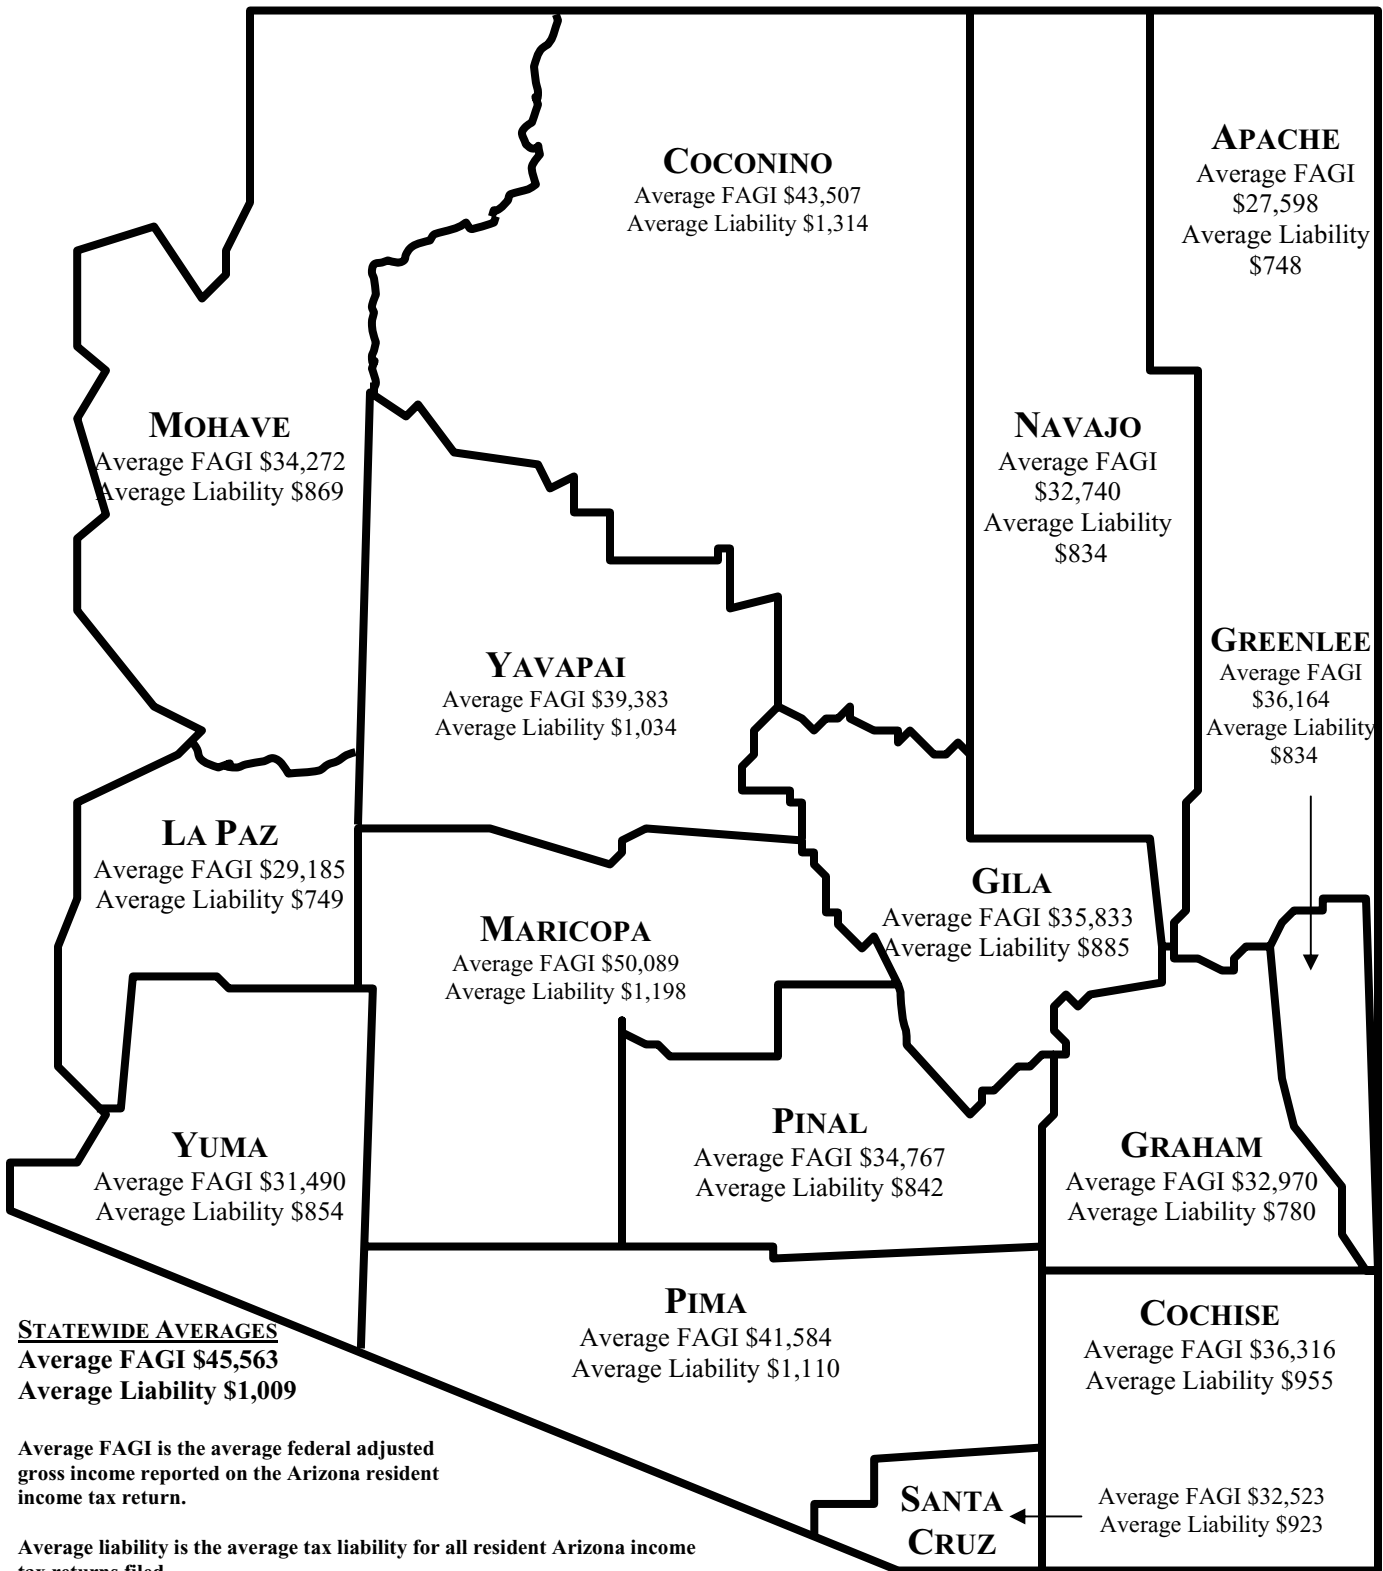 COCONINO
Average FAGI $43,507
Average Liability $1,314
APACHE
Average FAGI
$27,598
Average Liability
$748
MOHAVE
Average FAGI $34,272
Average Liability $869
NAVAJO
Average FAGI
$32,740
Average Liability
$834
YAVAPAI
Average FAGI $39,383
Average Liability $1,034
GREENLEE
Average FAGI
$36,164
Average Liability
$834
LA PAZ
Average FAGI $29,185
Average Liability $749
MARICOPA
Average FAGI $50,089
Average Liability $1,198
GILA
Average FAGI $35,833
Average Liability $885
YUMA
Average FAGI $31,490
Average Liability $854
PINAL
Average FAGI $34,767
Average Liability $842
GRAHAM
Average FAGI $32,970
Average Liability $780
PIMA
Average FAGI $41,584
Average Liability $1,110
COCHISE
Average FAGI $36,316
Average Liability $955
SANTA
CRUZ
Average FAGI $32,523
Average Liability $923
STATEWIDE AVERAGES
Average FAGI $45,563
Average Liability $1,009
Average FAGI is the average federal adjusted
gross income reported on the Arizona resident
income tax return.
Average liability is the average tax liability for all resident Arizona income
tax returns filed